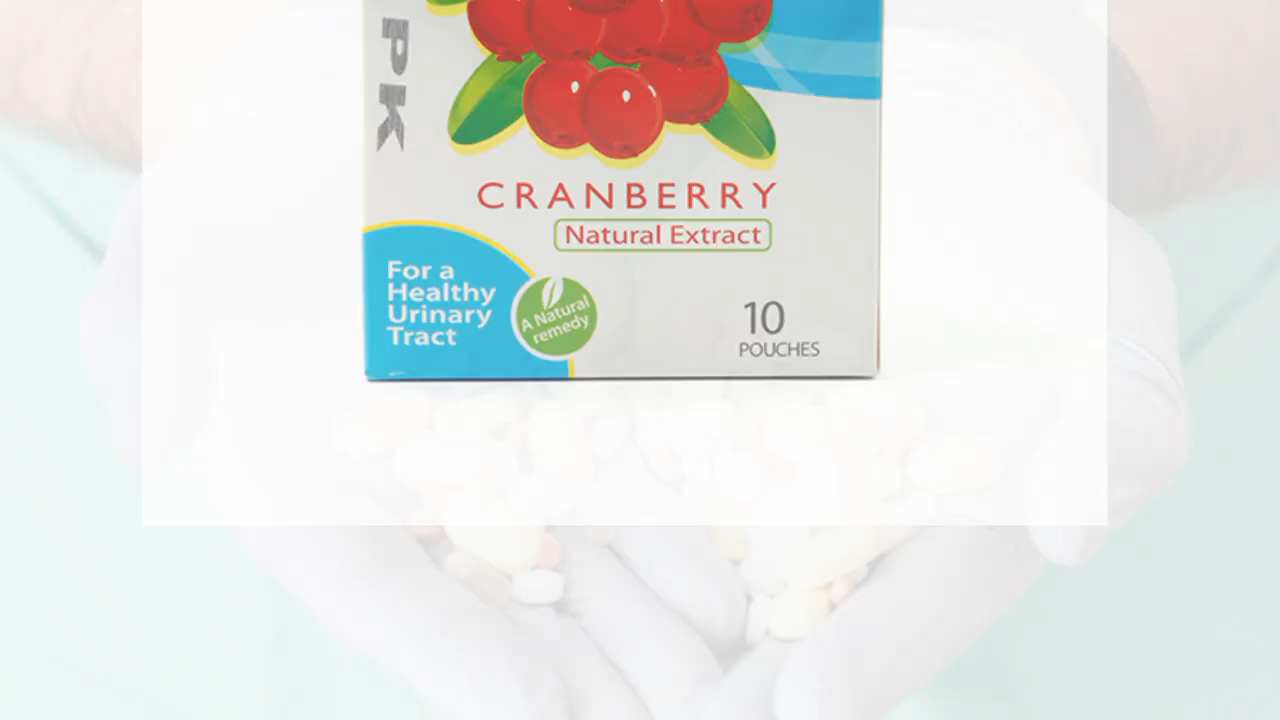 PK
CRANBERRY
Natural Extract
For a
Healthy
Urinary
Tract
A Natural
remedy
10
POUCHES